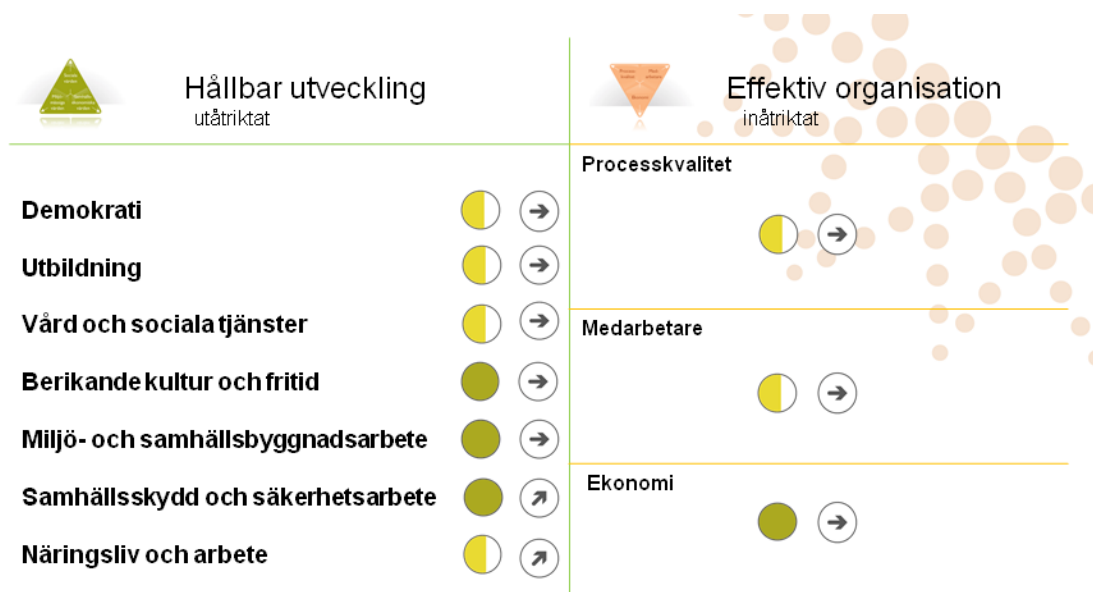 Hållbar utveckling
utåtriktat
Demokrati
Utbildning
Vård och sociala tjänster
Berikande kultur och fritid
Miljö- och samhällsbyggnadsarbete
Samhällsskydd och säkerhetsarbete
Näringsliv och arbete
Effektiv organisation
inåtriktat
Processkvalitet
Medarbetare
Ekonomi